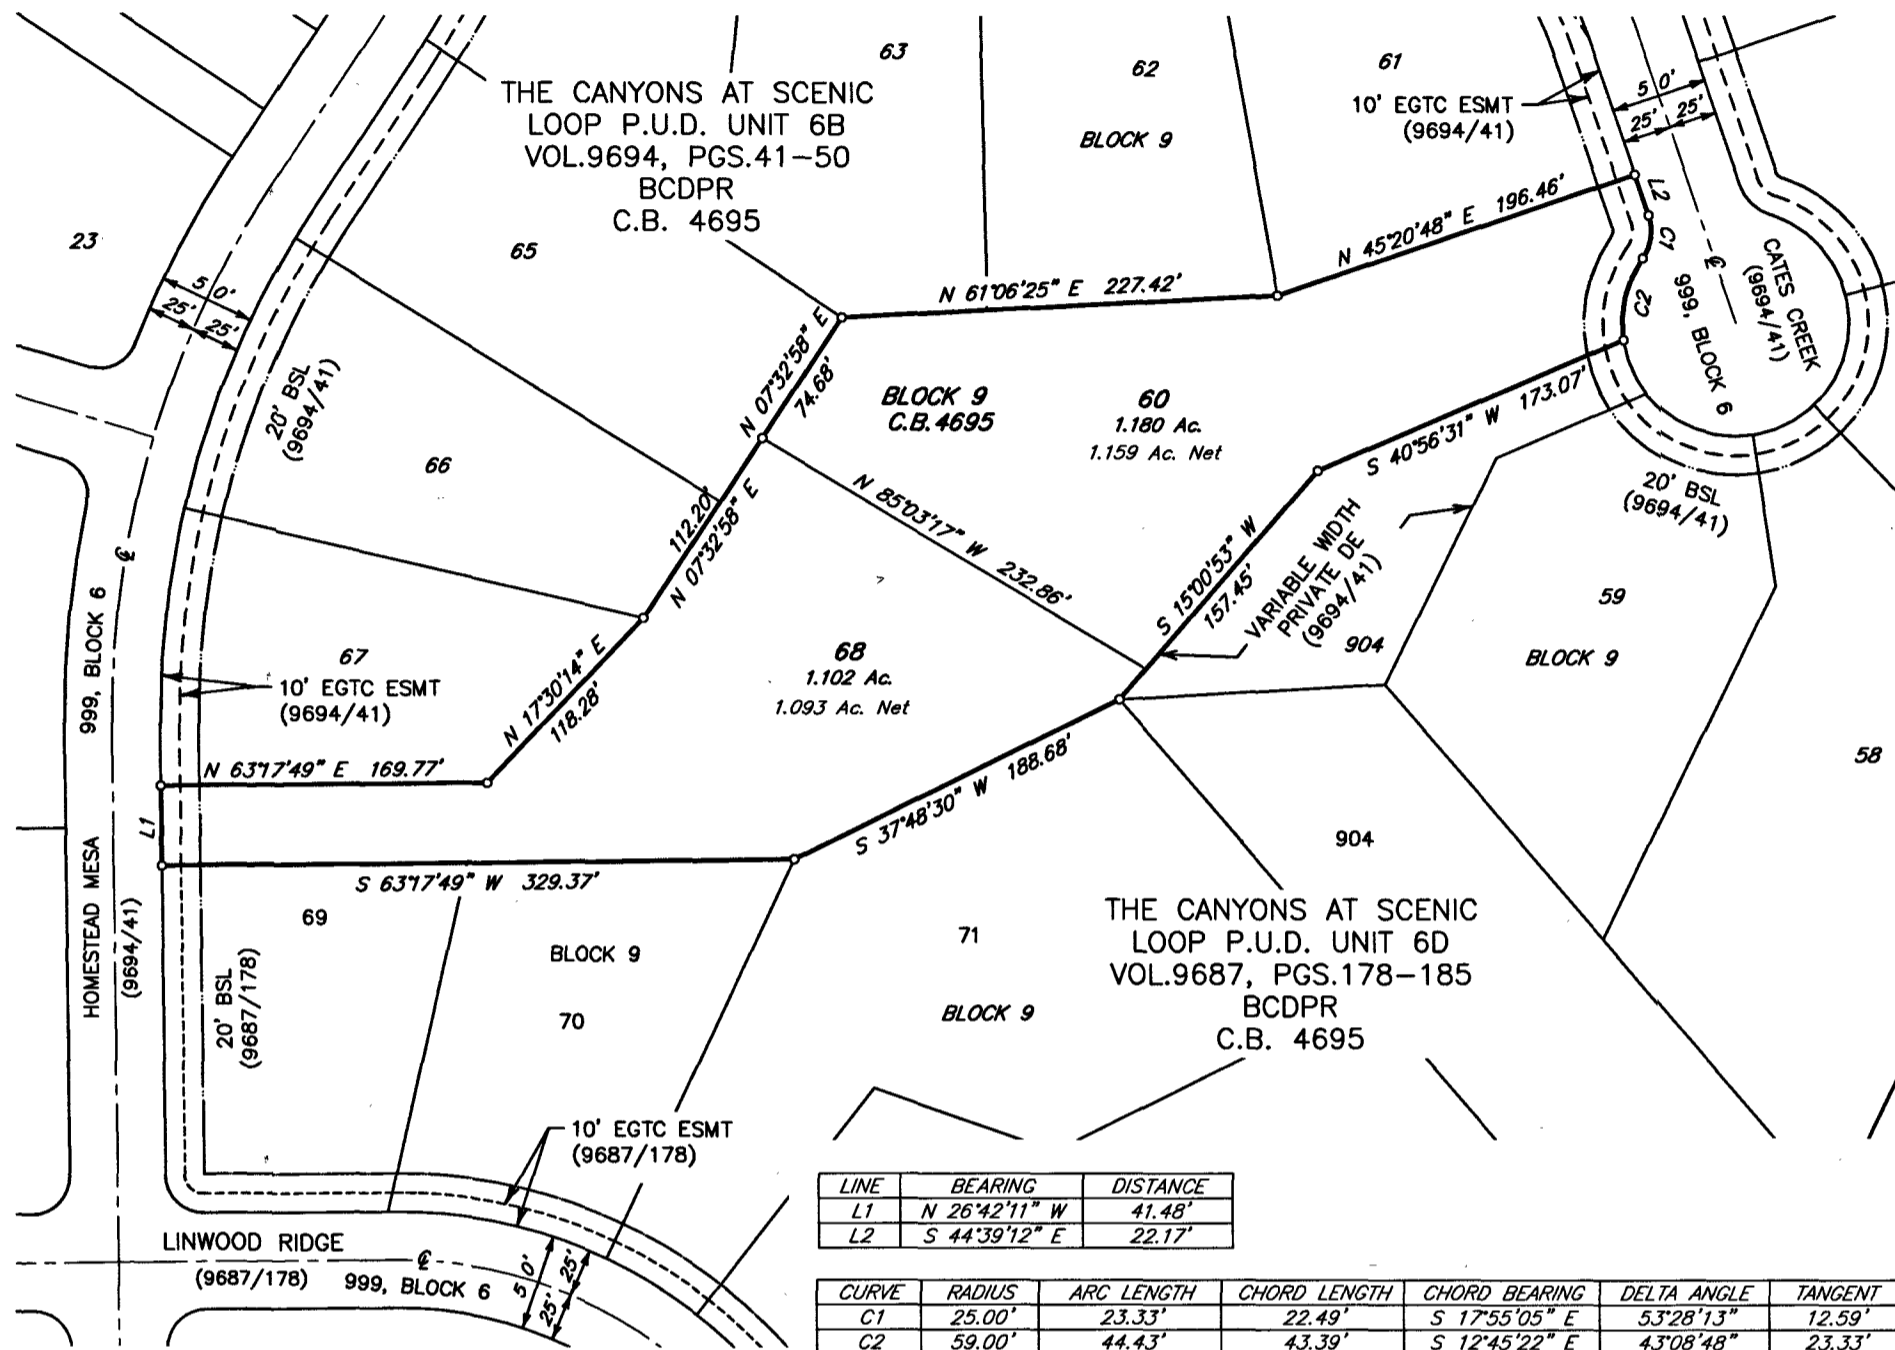 THE CANYONS AT SCENIC
LOOP P.U.D. UNIT 6B
VOL.9694, PGS.41-50
BCDPR
C.B. 4695
63
62
61
BLOCK 9
10' EGTC ESMT
(9694/41)
5 0'
25'
25'
23
65
5 0'
25'
25'
N 45°20'48" E 196.46'
L2
C1
C2
℄
CATES CREEK
(9694/41)
999, BLOCK 6
N 61°06'25" E 227.42'
N 07°32'58" E
74.68'
BLOCK 9
C.B.4695
60
1.180 Ac.
1.159 Ac. Net
20' BSL
(9694/41)
66
S 40°56'31" W 173.07'
20' BSL
(9694/41)
112.20'
N 07°32'58" E
N 85°03'17" W 232.86'
S 15°00'53" W
157.45'
VARIABLE WIDTH
PRIVATE DE
(9694/41)
904
59
BLOCK 9
℄
999, BLOCK 6
67
10' EGTC ESMT
(9694/41)
N 17°30'14" E
118.28'
68
1.102 Ac.
1.093 Ac. Net
58
N 63°17'49" E 169.77'
L1
S 37°48'30" W 188.68'
904
HOMESTEAD MESA
(9694/41)
S 63°17'49" W 329.37'
69
BLOCK 9
70
71
BLOCK 9
THE CANYONS AT SCENIC
LOOP P.U.D. UNIT 6D
VOL.9687, PGS.178-185
BCDPR
C.B. 4695
20' BSL
(9687/178)
10' EGTC ESMT
(9687/178)
LINWOOD RIDGE
(9687/178)
℄
999, BLOCK 6
5 0'
25'
25'
LINE BEARING DISTANCE
L1 N 26°42'11" W 41.48'
L2 S 44°39'12" E 22.17'
CURVE RADIUS ARC LENGTH CHORD LENGTH CHORD BEARING DELTA ANGLE TANGENT
C1 25.00' 23.33' 22.49' S 17°55'05" E 53°28'13" 12.59'
C2 59.00' 44.43' 43.39' S 12°45'22" E 43°08'48" 23.33'